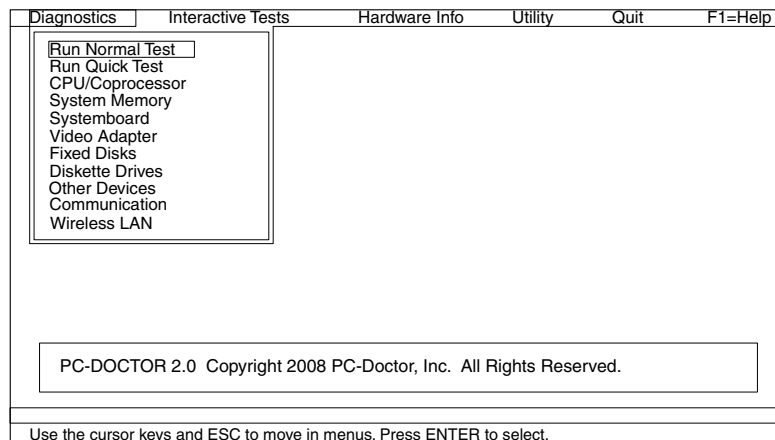 Diagnostics Interactive Tests Hardware Info Utility Quit F1=Help
Run Normal Test
Run Quick Test
CPU/Coprocessor
System Memory
Systemboard
Video Adapter
Fixed Disks
Diskette Drives
Other Devices
Communication
Wireless LAN
PC-DOCTOR 2.0 Copyright 2008 PC-Doctor, Inc. All Rights Reserved.
Use the cursor keys and ESC to move in menus. Press ENTER to select.